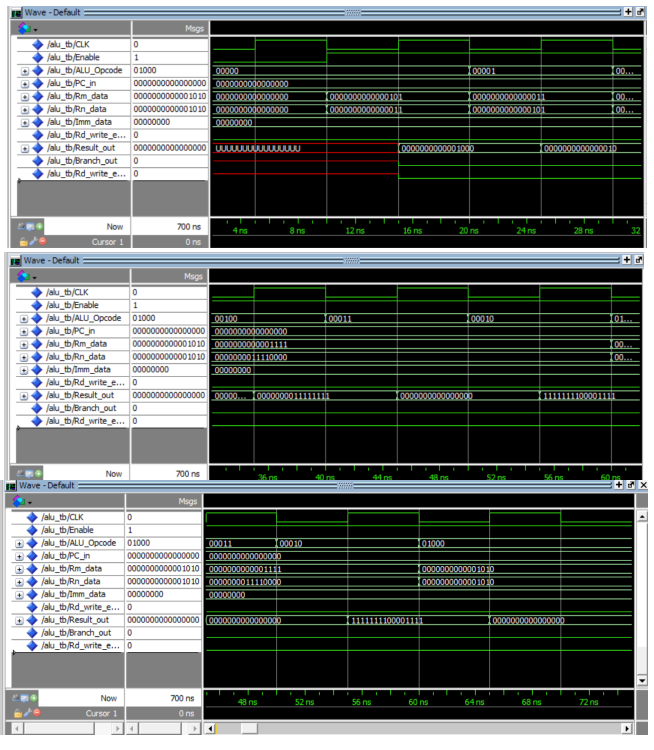 Wave - Default
Msgs
/alu_tb/CLK 0
/alu_tb/Enable 1
/alu_tb/ALU_Opcode 01000 00000 00001 00...
/alu_tb/PC_in 0000000000000000 0000000000000000
/alu_tb/Rm_data 0000000000001010 0000000000000000 0000000000000101 0000000000000011 00...
/alu_tb/Rn_data 0000000000001010 0000000000000000 0000000000000011 0000000000000101 00...
/alu_tb/Imm_data 00000000 00000000
/alu_tb/Rd_write_e... 0
/alu_tb/Result_out 0000000000000000 UUUUUUUUUUUUUUUU 0000000000001000 0000000000000010
/alu_tb/Branch_out 0
/alu_tb/Rd_write_e... 0
Now 700 ns 4 ns 8 ns 12 ns 16 ns 20 ns 24 ns 28 ns 32
Cursor 1 0 ns
Wave - Default
Msgs
/alu_tb/CLK 0
/alu_tb/Enable 1
/alu_tb/ALU_Opcode 01000 00100 00011 00010 01...
/alu_tb/PC_in 0000000000000000 0000000000000000
/alu_tb/Rm_data 0000000000001010 0000000000001111 00...
/alu_tb/Rn_data 0000000000001010 0000000011110000 00...
/alu_tb/Imm_data 00000000 00000000
/alu_tb/Rd_write_e... 0
/alu_tb/Result_out 0000000000000000 00000... 0000000011111111 0000000000000000 1111111100001111
/alu_tb/Branch_out 0
/alu_tb/Rd_write_e... 0
Now 700 ns 36 ns 40 ns 44 ns 48 ns 52 ns 56 ns 60 ns
Wave - Default
Msgs
/alu_tb/CLK 0
/alu_tb/Enable 1
/alu_tb/ALU_Opcode 01000 00011 00010 01000
/alu_tb/PC_in 0000000000000000 0000000000000000
/alu_tb/Rm_data 0000000000001010 0000000000001111 0000000000001010
/alu_tb/Rn_data 0000000000001010 0000000011110000 0000000000001010
/alu_tb/Imm_data 00000000 00000000
/alu_tb/Rd_write_e... 0
/alu_tb/Result_out 0000000000000000 0000000000000000 1111111100001111 0000000000000000
/alu_tb/Branch_out 0
/alu_tb/Rd_write_e... 0
Now 700 ns 48 ns 52 ns 56 ns 60 ns 64 ns 68 ns 72 ns
Cursor 1 0 ns